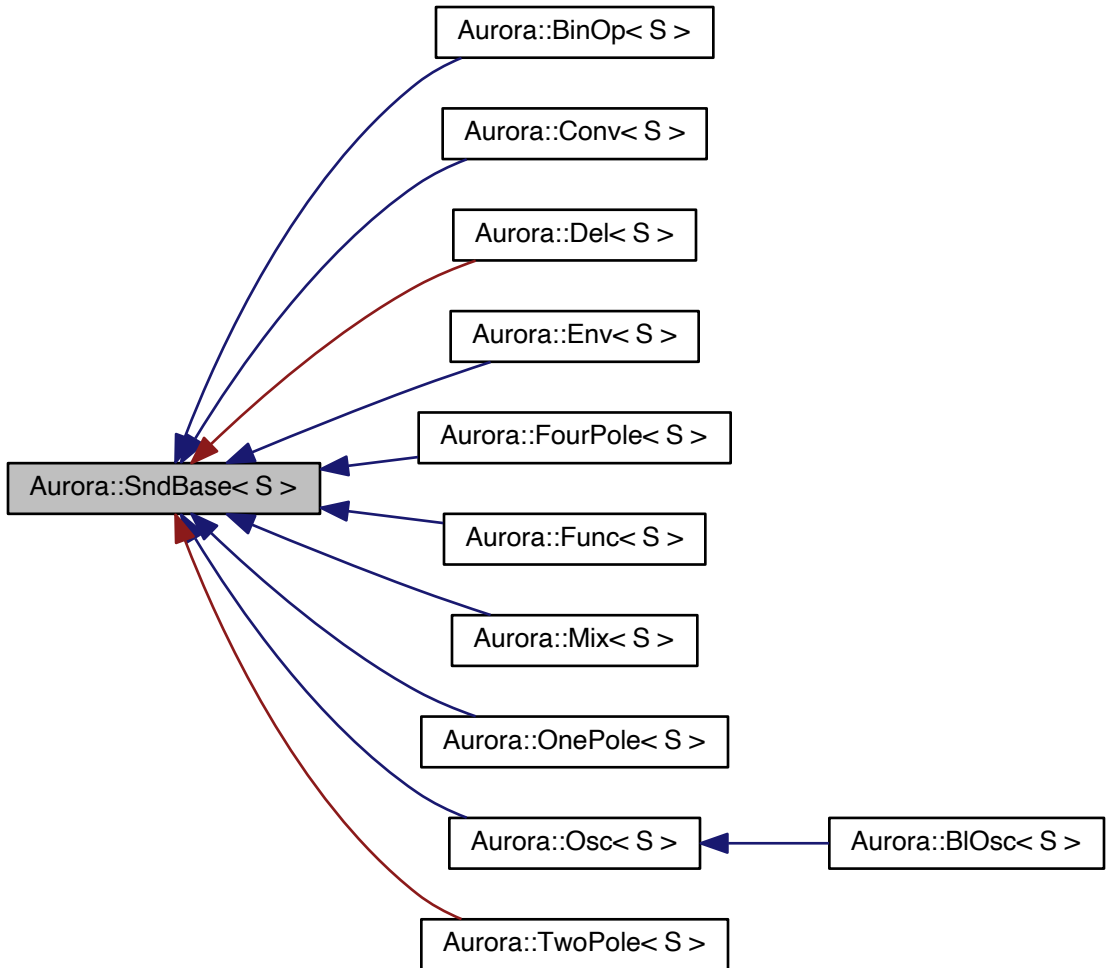 Aurora::BinOp< S >
Aurora::Conv< S >
Aurora::Del< S >
Aurora::Env< S >
Aurora::FourPole< S >
Aurora::SndBase< S >
Aurora::Func< S >
Aurora::Mix< S >
Aurora::OnePole< S >
Aurora::Osc< S >
Aurora::BlOsc< S >
Aurora::TwoPole< S >